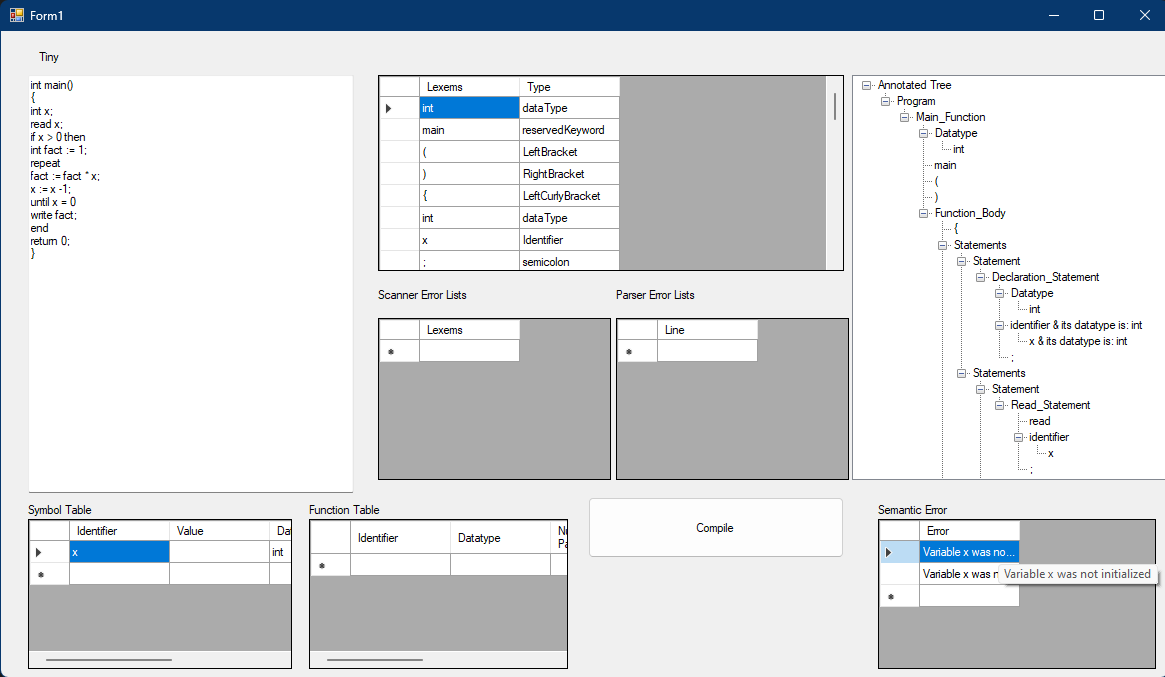 Form1
Tiny
int main()
{
int x;
read x;
if x > 0 then
int fact := 1;
repeat
fact := fact * x;
x := x -1;
until x = 0
write fact;
end
return 0;
}
Lexems Type
int dataType
main reservedKeyword
( LeftBracket
) RightBracket
{ LeftCurlyBracket
int dataType
x Identifier
; semicolon
Scanner Error Lists
Lexems
Parser Error Lists
Line
Annotated Tree
Program
Main_Function
Datatype
int
main
(
)
Function_Body
{
Statements
Statement
Declaration_Statement
Datatype
int
identifier & its datatype is: int
x & its datatype is: int
;
Statements
Statement
Read_Statement
read
identifier
x
;
Symbol Table
Identifier Value Da
x int
Function Table
Identifier Datatype Nu
Pa
Compile
Semantic Error
Error
Variable x was no...
Variable x was n
Variable x was not initialized